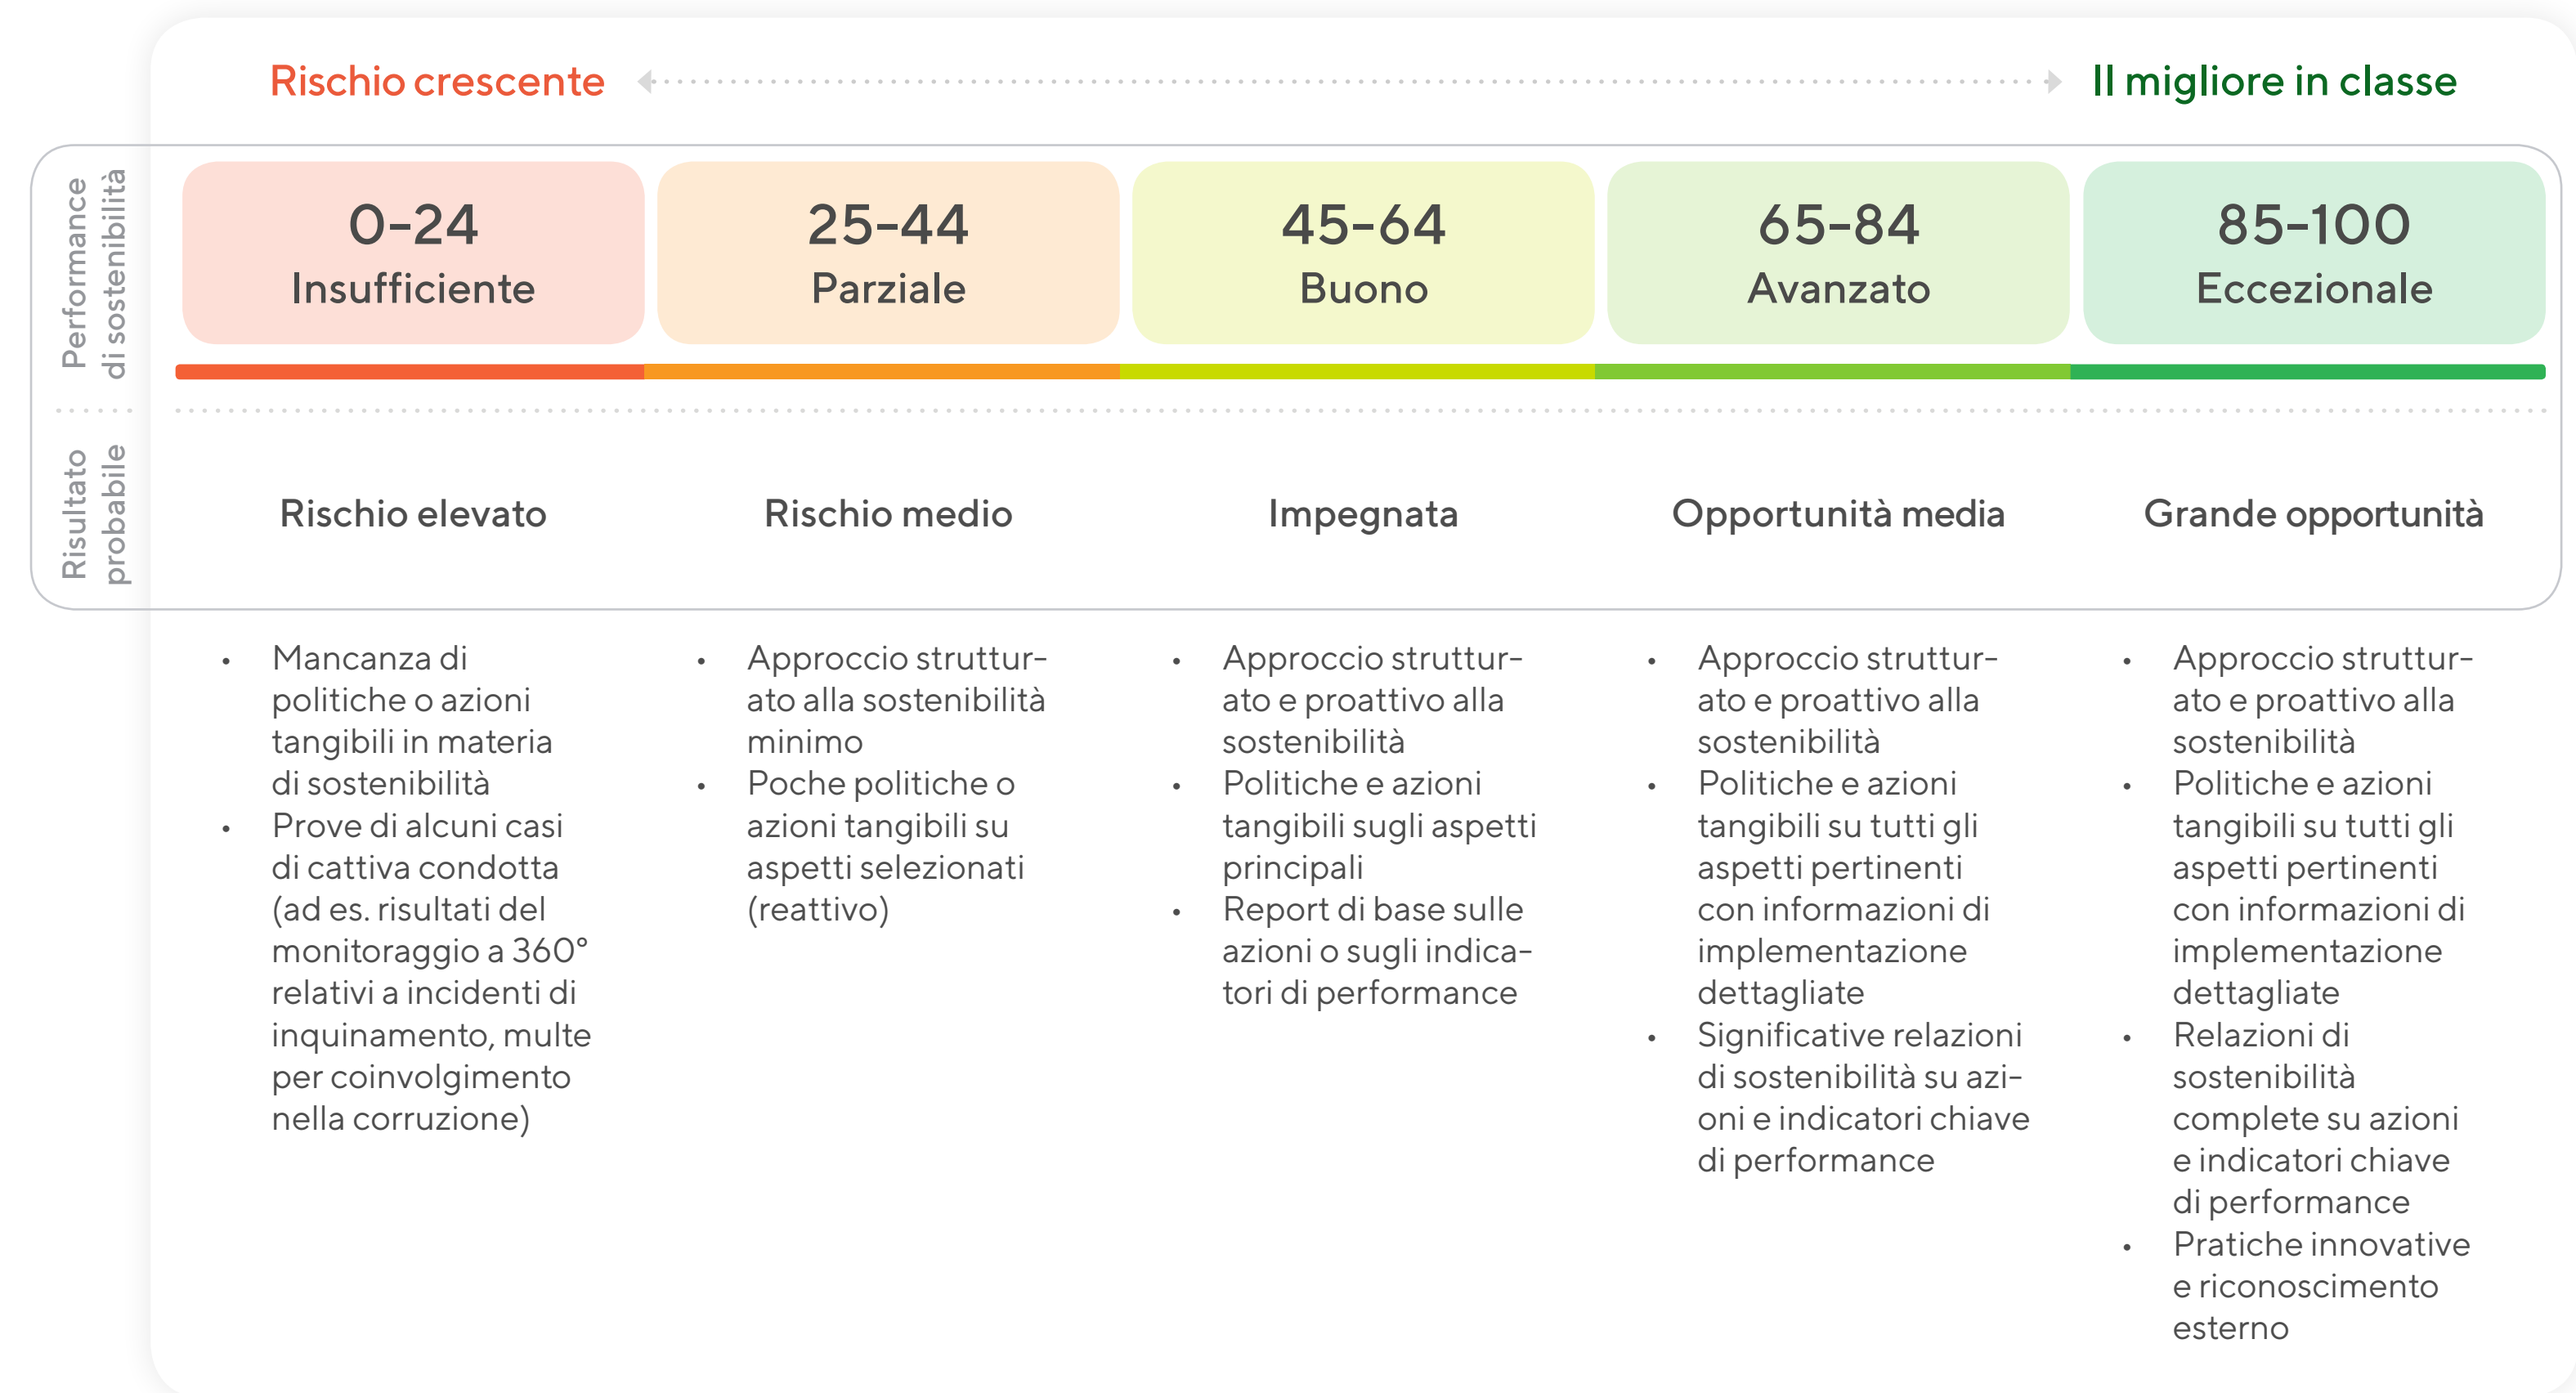 Rischio crescente
Il migliore in classe
Performance
di sostenibilità
0-24
Insufficiente
25-44
Parziale
45-64
Buono
65-84
Avanzato
85-100
Eccezionale
Risultato
probabile
Rischio elevato
Rischio medio
Impegnata
Opportunità media
Grande opportunità
• Mancanza di
politiche o azioni
tangibili in materia
di sostenibilità
• Prove di alcuni casi
di cattiva condotta
(ad es. risultati del
monitoraggio a 360°
relativi a incidenti di
inquinamento, multe
per coinvolgimento
nella corruzione)
• Approccio struttur-
ato alla sostenibilità
minimo
• Poche politiche o
azioni tangibili su
aspetti selezionati
(reattivo)
• Approccio struttur-
ato e proattivo alla
sostenibilità
• Politiche e azioni
tangibili sugli aspetti
principali
• Report di base sulle
azioni o sugli indica-
tori di performance
• Approccio struttur-
ato e proattivo alla
sostenibilità
• Politiche e azioni
tangibili su tutti gli
aspetti pertinenti
con informazioni di
implementazione
dettagliate
• Significative relazioni
di sostenibilità su azi-
oni e indicatori chiave
di performance
• Approccio struttur-
ato e proattivo alla
sostenibilità
• Politiche e azioni
tangibili su tutti gli
aspetti pertinenti
con informazioni di
implementazione
dettagliate
• Relazioni di
sostenibilità
complete su azioni
e indicatori chiave
di performance
• Pratiche innovative
e riconoscimento
esterno